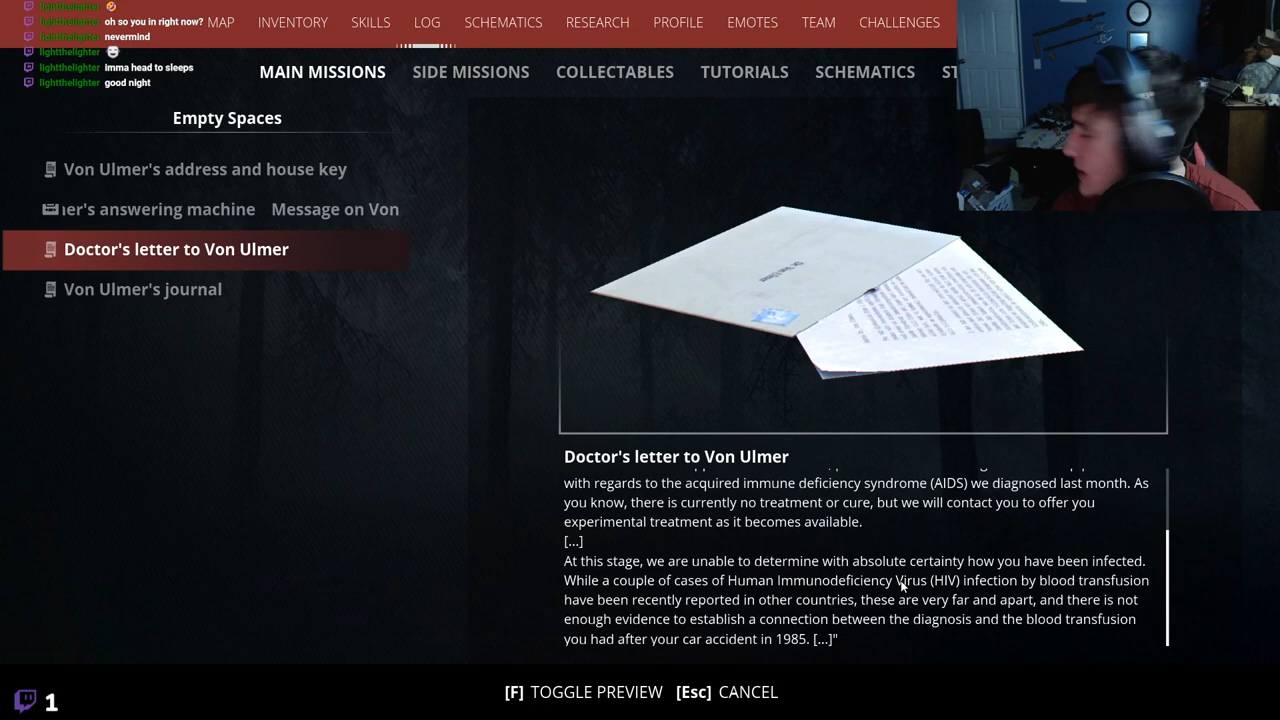 lightthelighter
lightthelighter oh so you in right now?
lightthelighter nevermind
lightthelighter
lightthelighter imma head to sleeps
lightthelighter good night
MAP INVENTORY SKILLS LOG SCHEMATICS RESEARCH PROFILE EMOTES TEAM CHALLENGES
MAIN MISSIONS SIDE MISSIONS COLLECTABLES TUTORIALS SCHEMATICS ST
Empty Spaces
Von Ulmer's address and house key
ner's answering machine Message on Von
Doctor's letter to Von Ulmer
Von Ulmer's journal
Doctor's letter to Von Ulmer
with regards to the acquired immune deficiency syndrome (AIDS) we diagnosed last month. As
you know, there is currently no treatment or cure, but we will contact you to offer you
experimental treatment as it becomes available.
[...]
At this stage, we are unable to determine with absolute certainty how you have been infected.
While a couple of cases of Human Immunodeficiency Virus (HIV) infection by blood transfusion
have been recently reported in other countries, these are very far and apart, and there is not
enough evidence to establish a connection between the diagnosis and the blood transfusion
you had after your car accident in 1985. [...]"
[F] TOGGLE PREVIEW [Esc] CANCEL
1